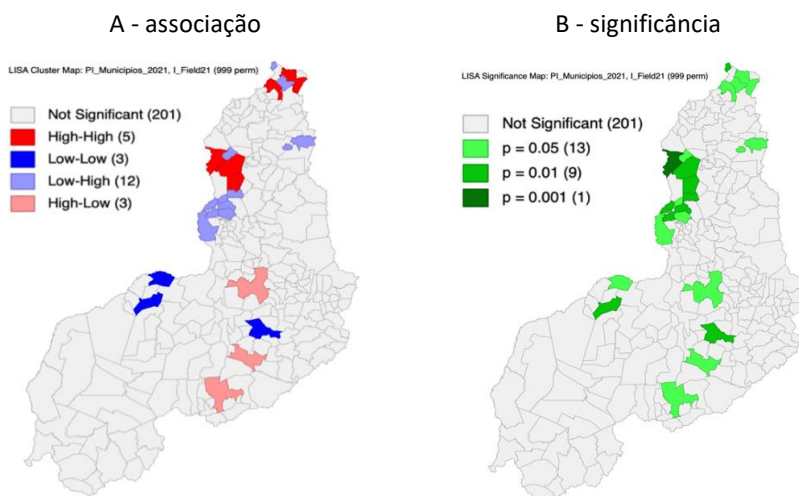 A - associação
LISA Cluster Map: PI_Municipios_2021, I_Field21 (999 perm)
Not Significant (201)
High-High (5)
Low-Low (3)
Low-High (12)
High-Low (3)
B - significância
LISA Significance Map: PI_Municipios_2021, I_Field21 (999 perm)
Not Significant (201)
p = 0.05 (13)
p = 0.01 (9)
p = 0.001 (1)